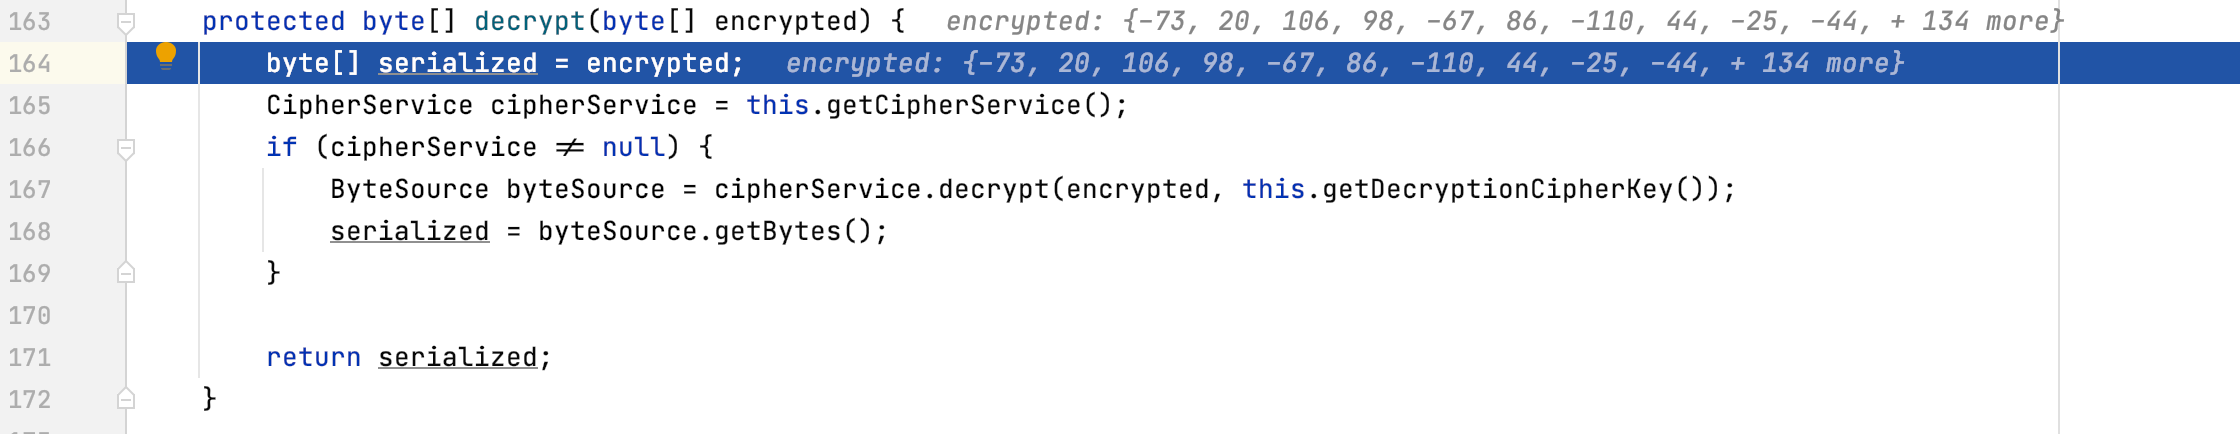 163 protected byte[] decrypt(byte[] encrypted) { encrypted: {-73, 20, 106, 98, -67, 86, -110, 44, -25, -44, + 134 more}
164 byte[] serialized = encrypted; encrypted: {-73, 20, 106, 98, -67, 86, -110, 44, -25, -44, + 134 more}
165 CipherService cipherService = this.getCipherService();
166 if (cipherService ≠ null) {
167 ByteSource byteSource = cipherService.decrypt(encrypted, this.getDecryptionCipherKey());
168 serialized = byteSource.getBytes();
169 }
170
171 return serialized;
172 }